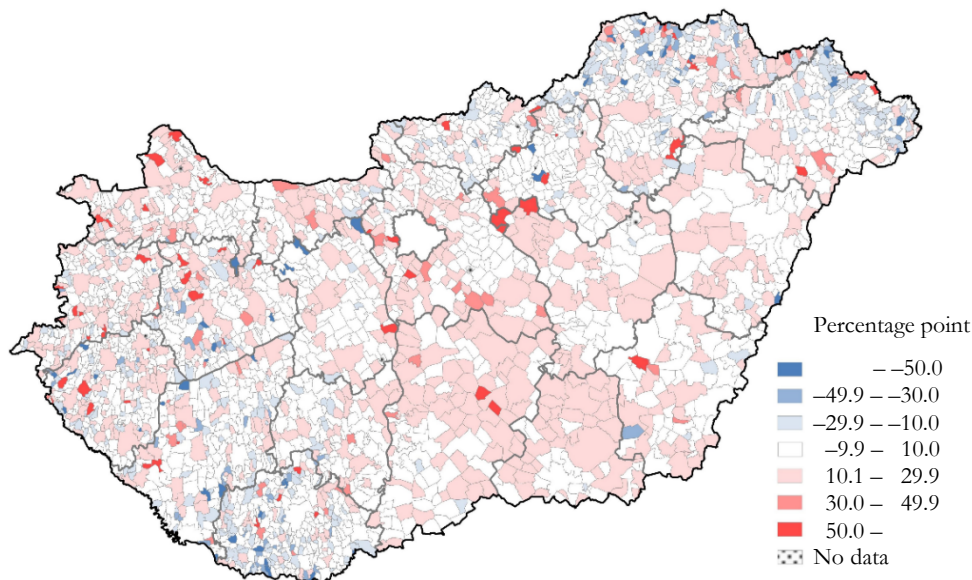 Percentage point
– –50.0
–49.9 – –30.0
–29.9 – –10.0
–9.9 – 10.0
10.1 – 29.9
30.0 – 49.9
50.0 –
No data